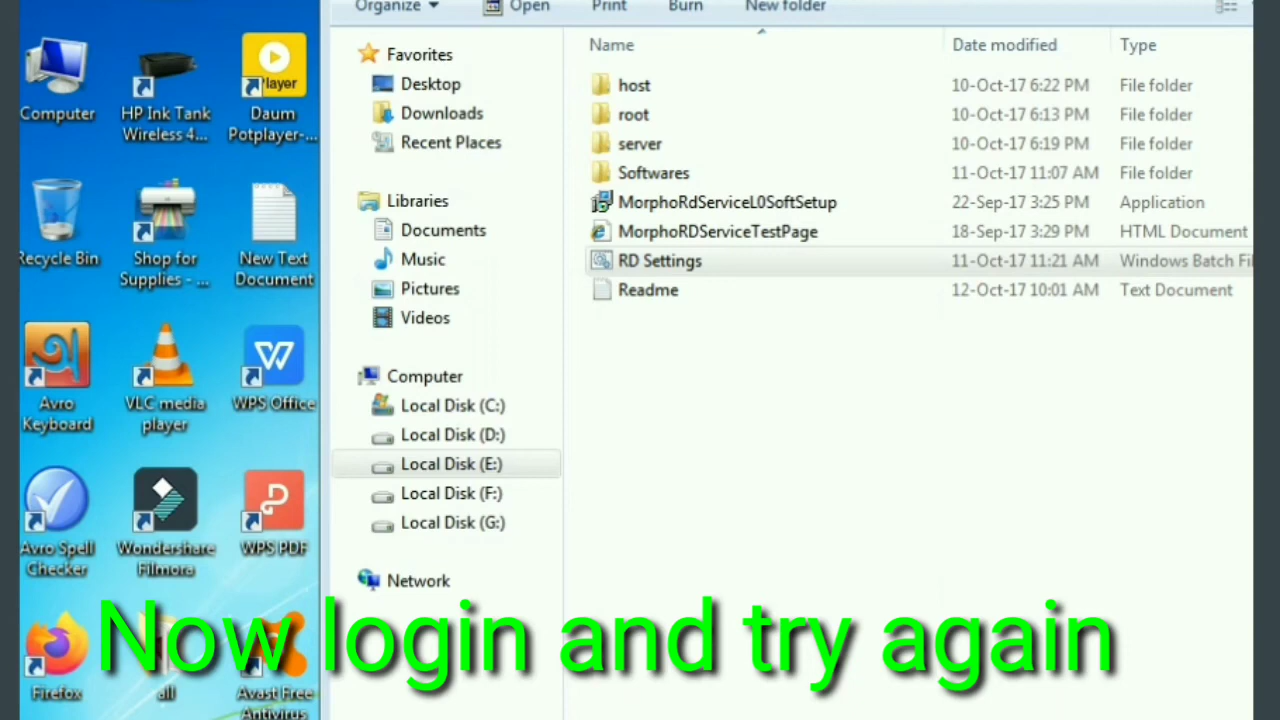 Organize Open Print Burn New folder
Computer
HP Ink Tank
Wireless 4...
Player
Daum
Potplayer-...
Recycle Bin
Shop for
Supplies - ...
New Text
Document
Avro
Keyboard
VLC media
player
WPS Office
Avro Spell
Checker
Wondershare
Filmora
WPS PDF
Firefox
all
Avast Free
Antivirus
Favorites
Desktop
Downloads
Recent Places
Libraries
Documents
Music
Pictures
Videos
Computer
Local Disk (C:)
Local Disk (D:)
Local Disk (E:)
Local Disk (F:)
Local Disk (G:)
Network
Name Date modified Type
host 10-Oct-17 6:22 PM File folder
root 10-Oct-17 6:13 PM File folder
server 10-Oct-17 6:19 PM File folder
Softwares 11-Oct-17 11:07 AM File folder
MorphoRdServiceL0SoftSetup 22-Sep-17 3:25 PM Application
MorphoRDServiceTestPage 18-Sep-17 3:29 PM HTML Document
RD Settings 11-Oct-17 11:21 AM Windows Batch Fi
Readme 12-Oct-17 10:01 AM Text Document
Now login and try again